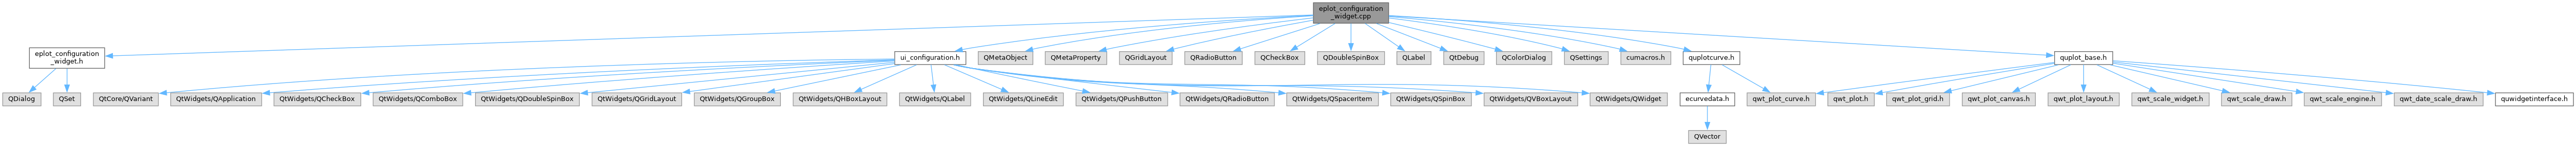 eplot_configuration
_widget.cpp
eplot_configuration
_widget.h
ui_configuration.h
QMetaObject
QMetaProperty
QGridLayout
QRadioButton
QCheckBox
QDoubleSpinBox
QLabel
QtDebug
QColorDialog
QSettings
cumacros.h
quplotcurve.h
quplot_base.h
QDialog
QSet
QtCore/QVariant
QtWidgets/QApplication
QtWidgets/QCheckBox
QtWidgets/QComboBox
QtWidgets/QDoubleSpinBox
QtWidgets/QGridLayout
QtWidgets/QGroupBox
QtWidgets/QHBoxLayout
QtWidgets/QLabel
QtWidgets/QLineEdit
QtWidgets/QPushButton
QtWidgets/QRadioButton
QtWidgets/QSpacerItem
QtWidgets/QSpinBox
QtWidgets/QVBoxLayout
QtWidgets/QWidget
ecurvedata.h
qwt_plot_curve.h
qwt_plot.h
qwt_plot_grid.h
qwt_plot_canvas.h
qwt_plot_layout.h
qwt_scale_widget.h
qwt_scale_draw.h
qwt_scale_engine.h
qwt_date_scale_draw.h
quwidgetinterface.h
QVector